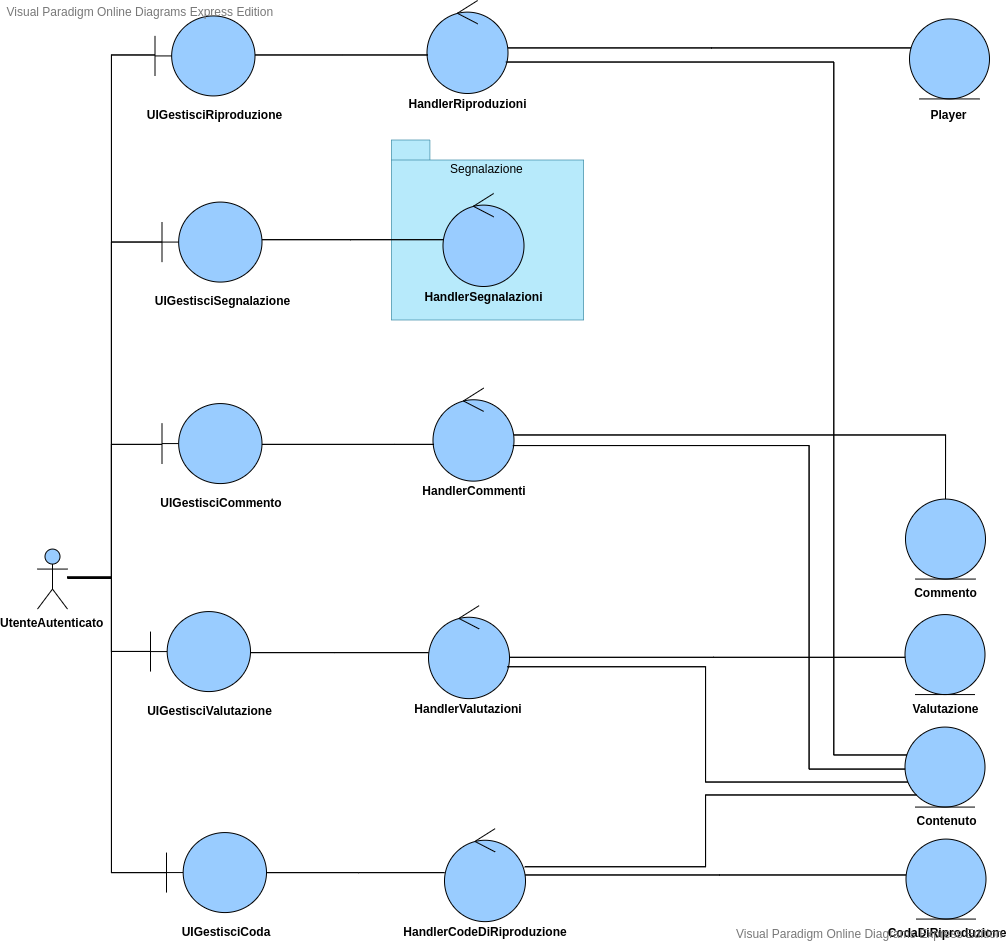 Visual Paradigm Online Diagrams Express Edition
UIGestisciRiproduzione
HandlerRiproduzioni
Player
Segnalazione
UIGestisciSegnalazione
HandlerSegnalazioni
UIGestisciCommento
HandlerCommenti
Commento
UtenteAutenticato
UIGestisciValutazione
HandlerValutazioni
Valutazione
Contenuto
UIGestisciCoda
HandlerCodeDiRiproduzione
CodaDiRiproduzione
Visual Paradigm Online Diagrams Express Edition